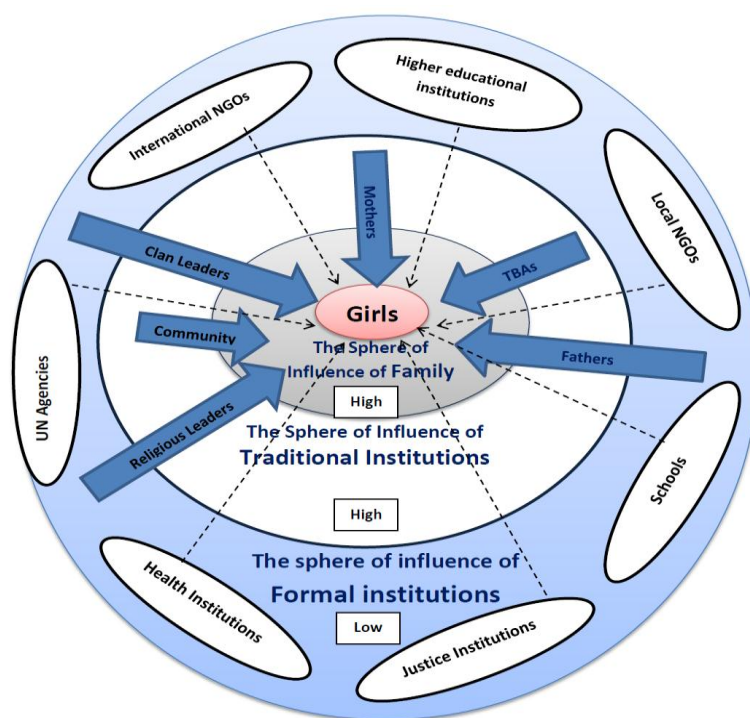 Higher educational
institutions
International NGOs
Local NGOs
Mothers
Clan Leaders
TBAs
Girls
Community
The Sphere of
Influence of Family
Fathers
UN Agencies
High
Religious Leaders
The Sphere of Influence of
Traditional Institutions
Schools
High
The sphere of influence of
Formal institutions
Health Institutions
Low
Justice Institutions